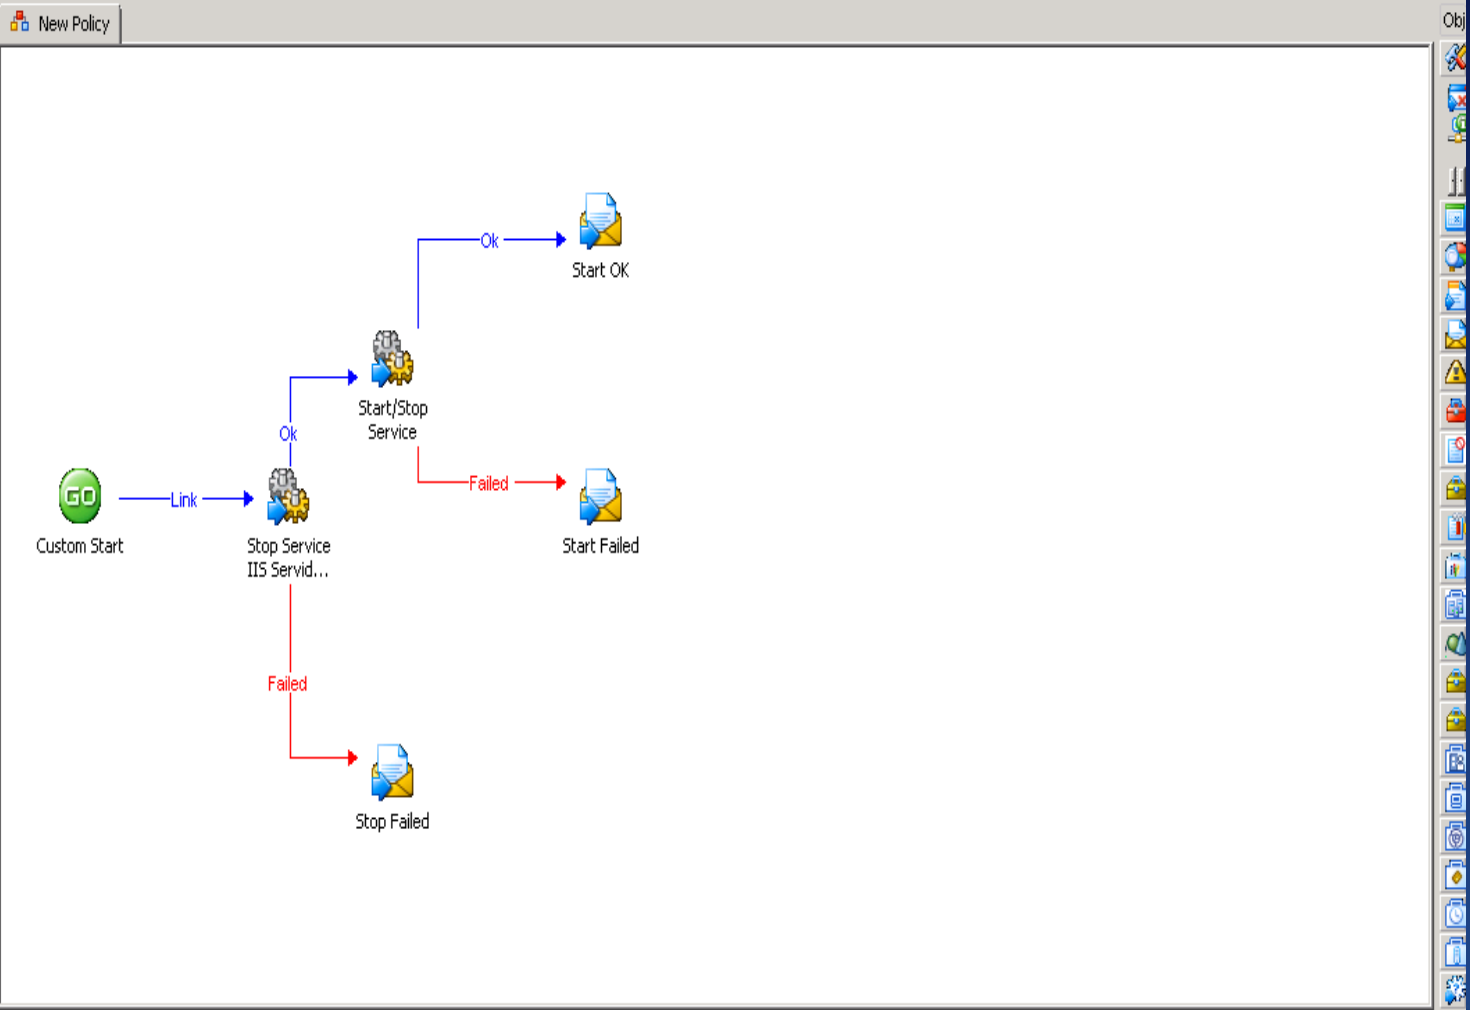 New Policy
Obj
Ok
Start OK
Start/Stop
Service
Ok
Failed
GO
Link
Custom Start
Stop Service
IIS Servid...
Start Failed
Failed
Stop Failed